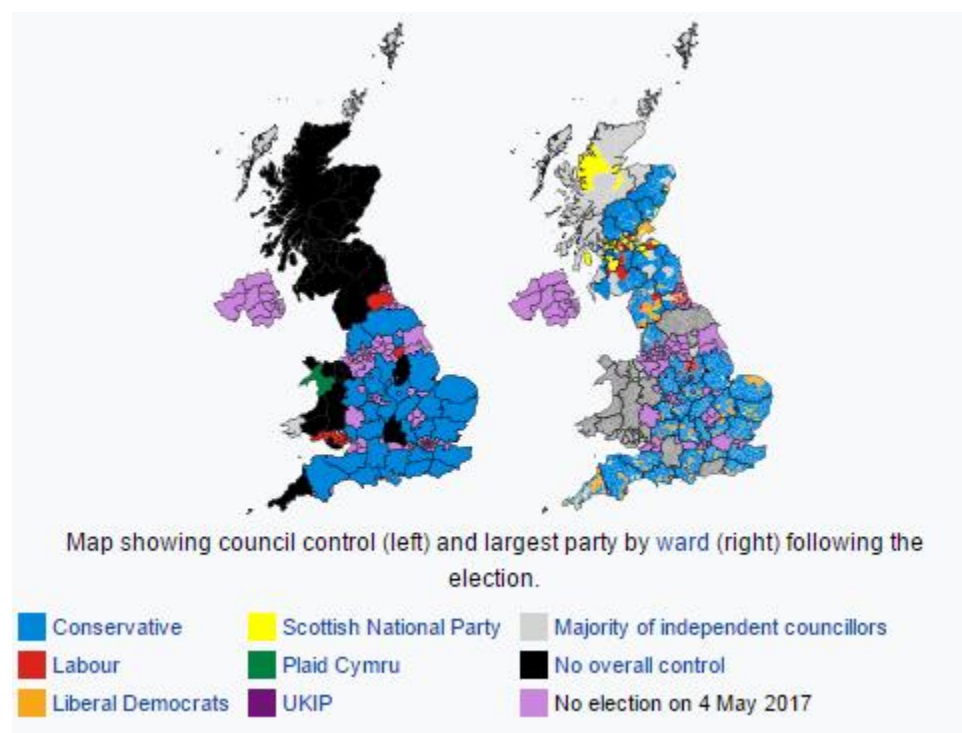 Map showing council control (left) and largest party by ward (right) following the
election.
Conservative
Scottish National Party
Majority of independent councillors
Labour
Plaid Cymru
No overall control
Liberal Democrats
UKIP
No election on 4 May 2017